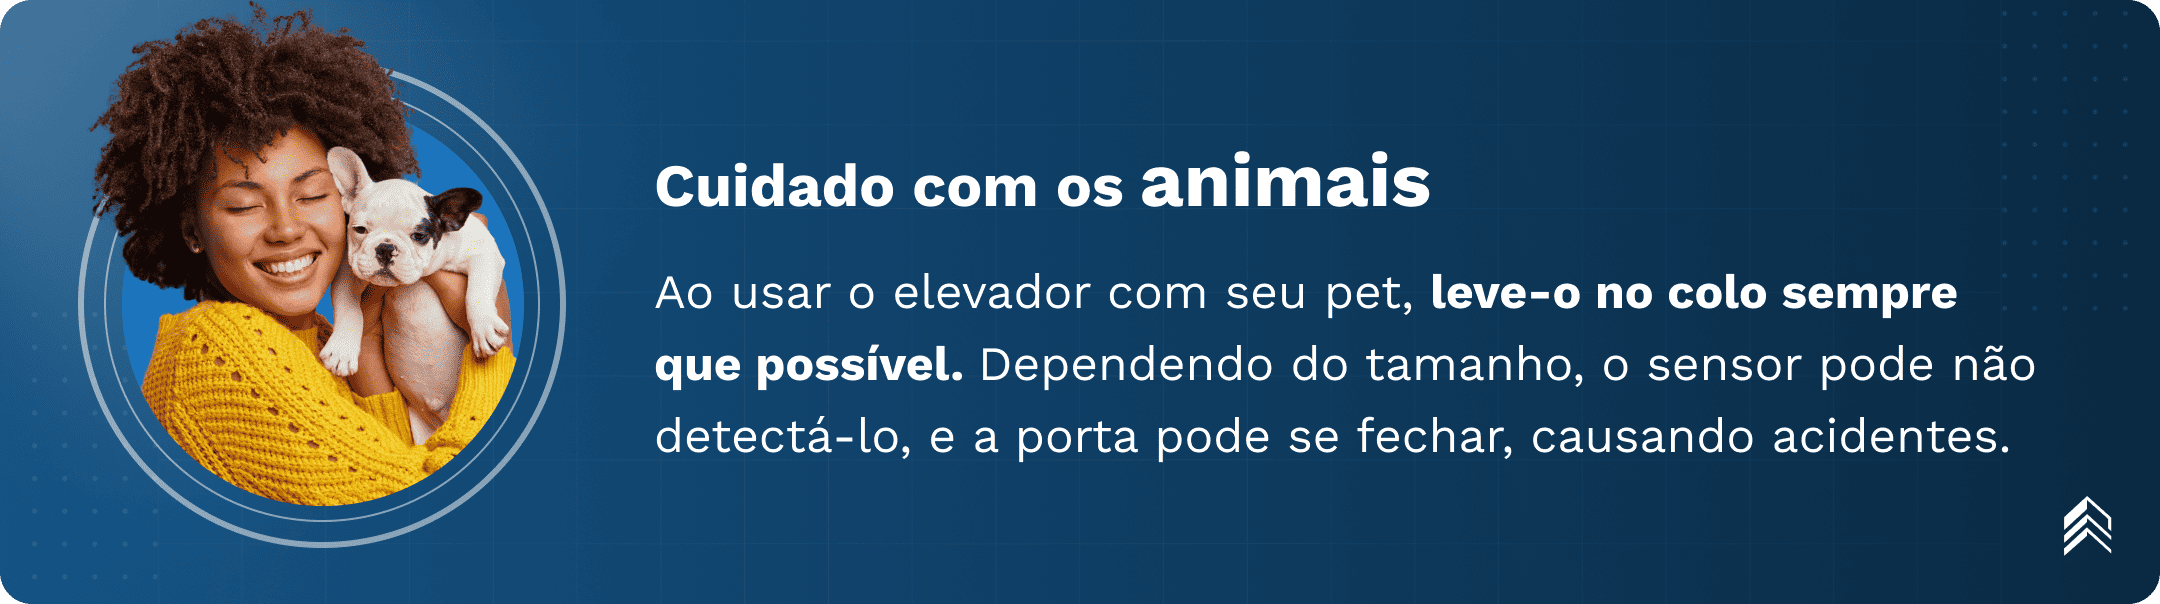 Cuidado com os animais
Ao usar o elevador com seu pet, leve-o no colo sempre
que possível. Dependendo do tamanho, o sensor pode não
detectá-lo, e a porta pode se fechar, causando acidentes.